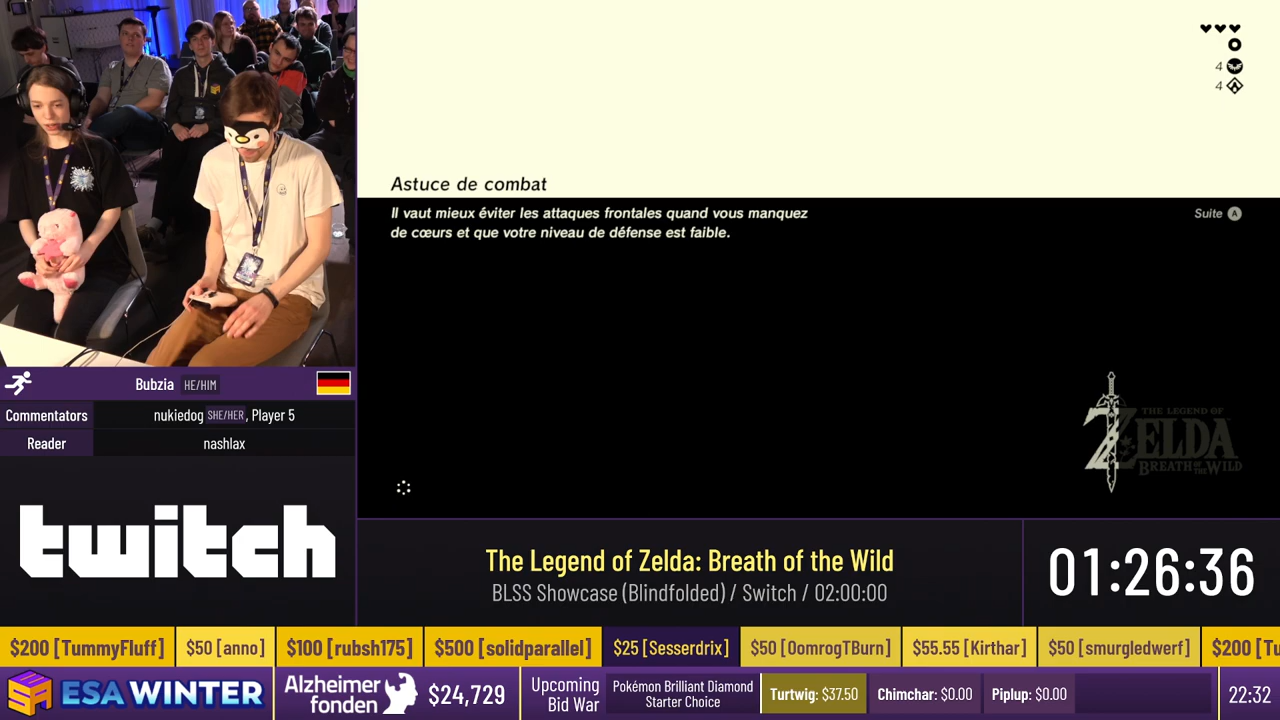 4
4
Astuce de combat
Il vaut mieux éviter les attaques frontales quand vous manquez
de cœurs et que votre niveau de défense est faible.
Suite A
THE LEGEND OF
ZELDA
BREATH OF THE WILD
Bubzia HE/HIM
Commentators nukiedog SHE/HER, Player 5
Reader nashlax
twitch
The Legend of Zelda: Breath of the Wild
BLSS Showcase (Blindfolded) / Switch / 02:00:00
01:26:36
$200 [TummyFluff] $50 [anno] $100 [rubsh175] $500 [solidparallel] $25 [Sesserdrix] $50 [OomrogTBurn] $55.55 [Kirthar] $50 [smurgledwerf] $200 [Tu
ESA WINTER
Alzheimer
fonden
$24,729
Upcoming
Bid War
Pokémon Brilliant Diamond
Starter Choice
Turtwig: $37.50
Chimchar: $0.00
Piplup: $0.00
22:32